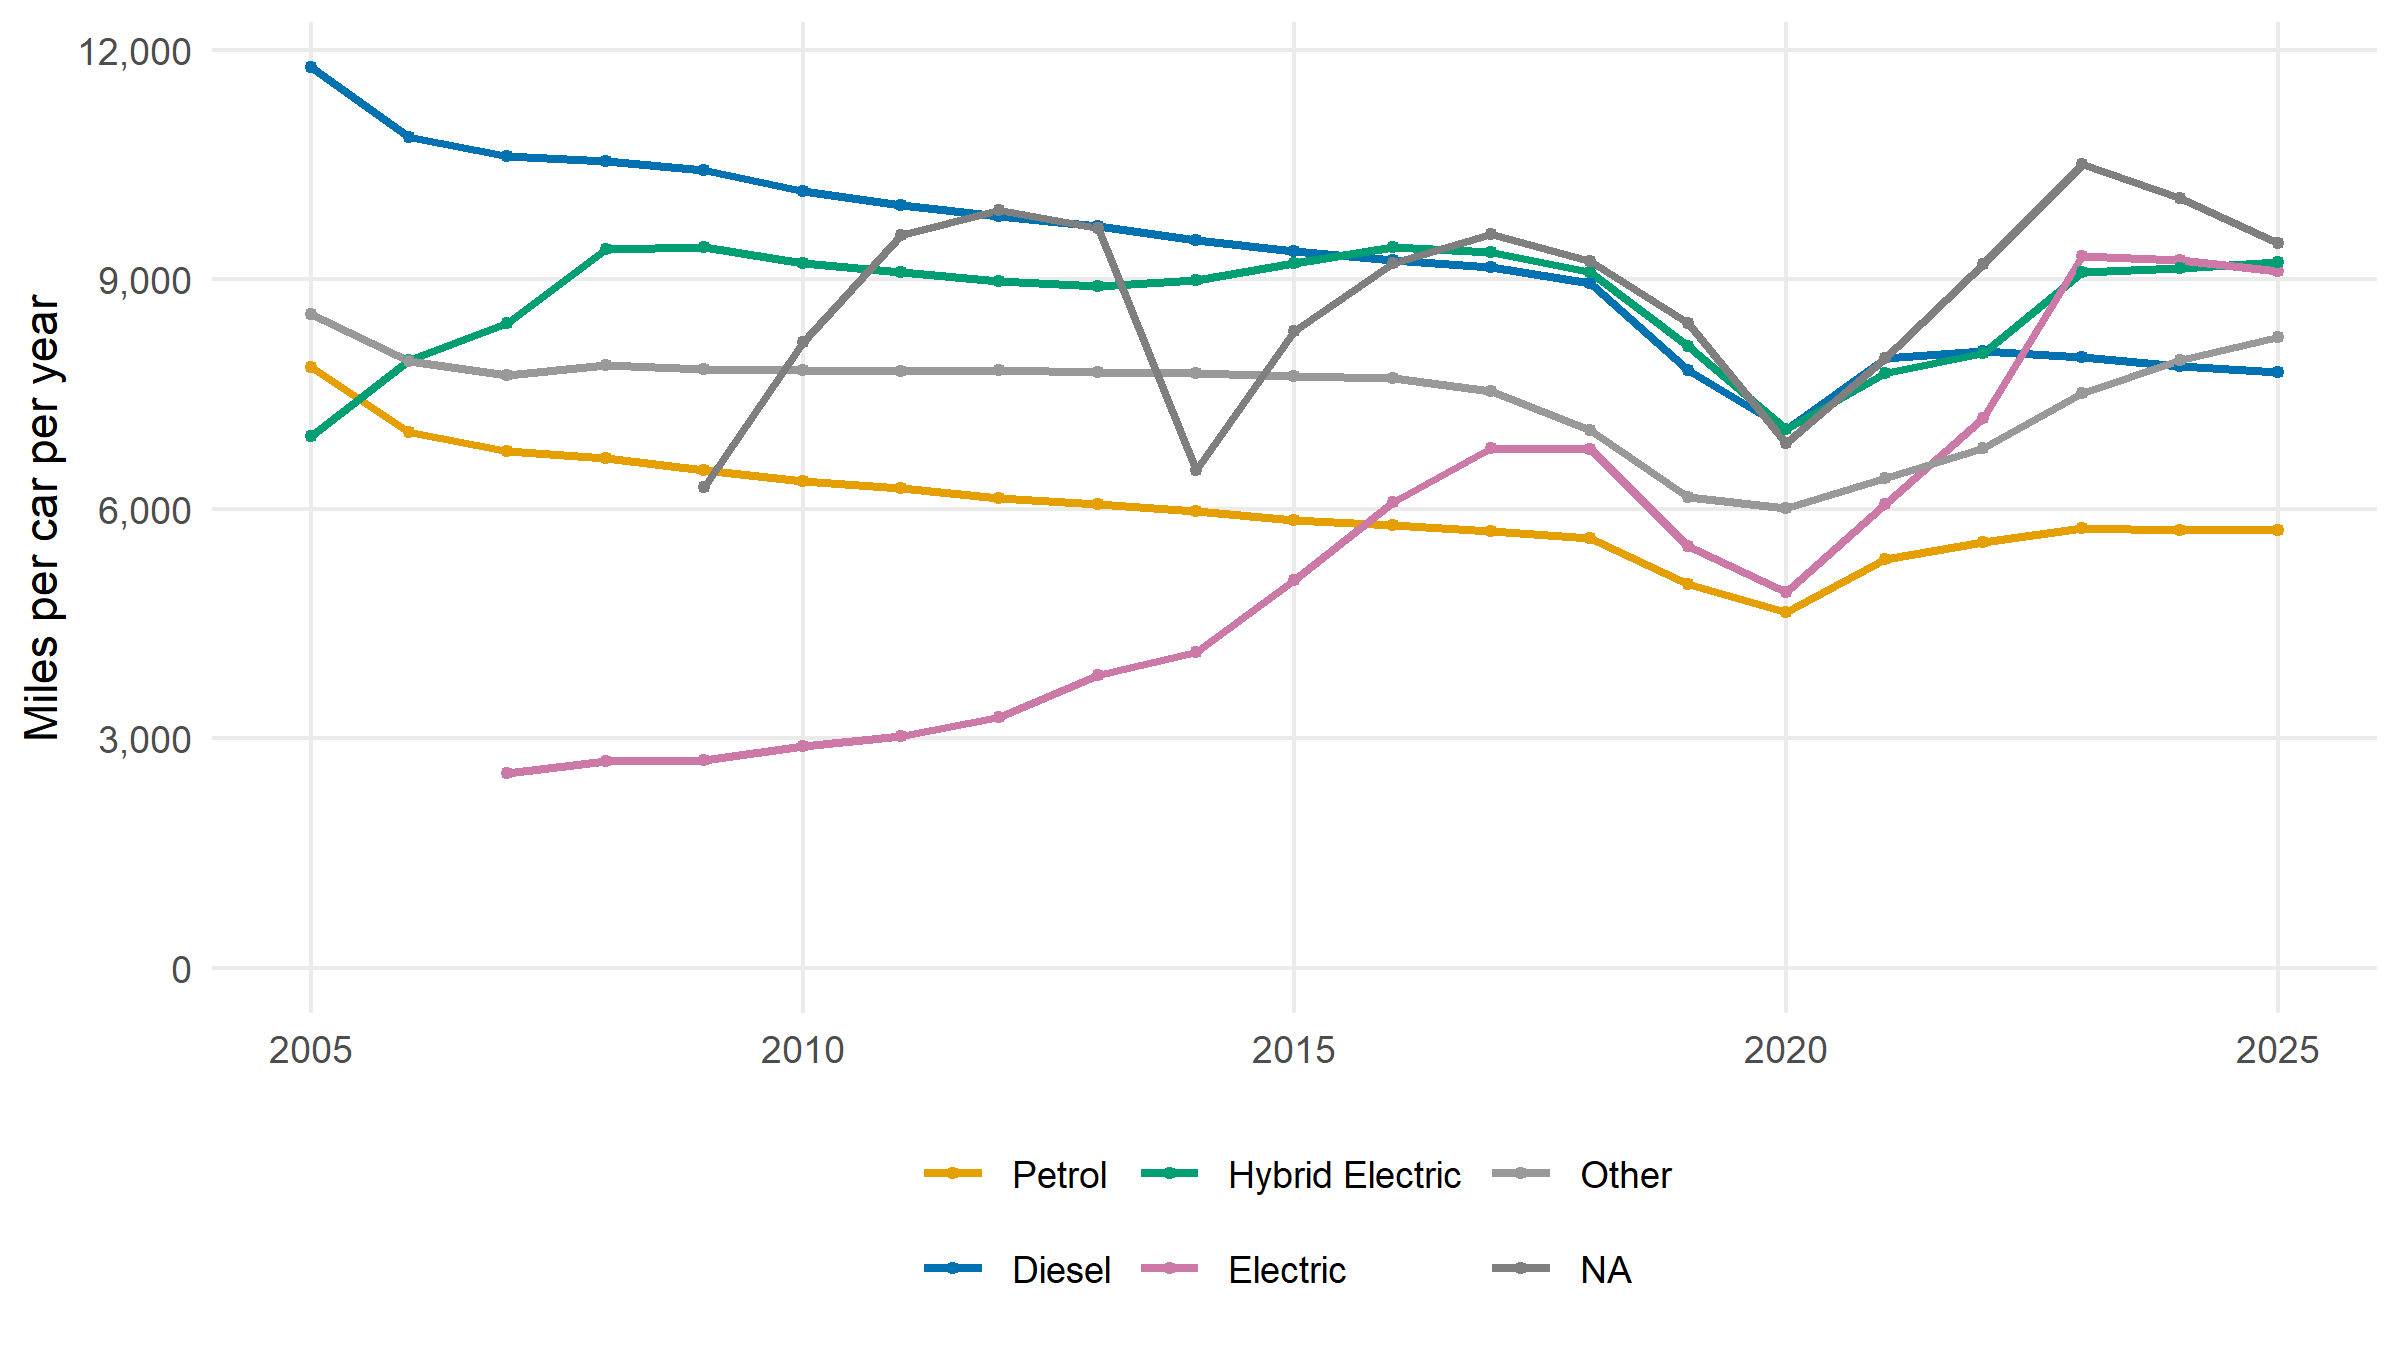 Miles per car per year
12,000
9,000
6,000
3,000
0
2005 2010 2015 2020 2025
Petrol Hybrid Electric Other
Diesel Electric NA